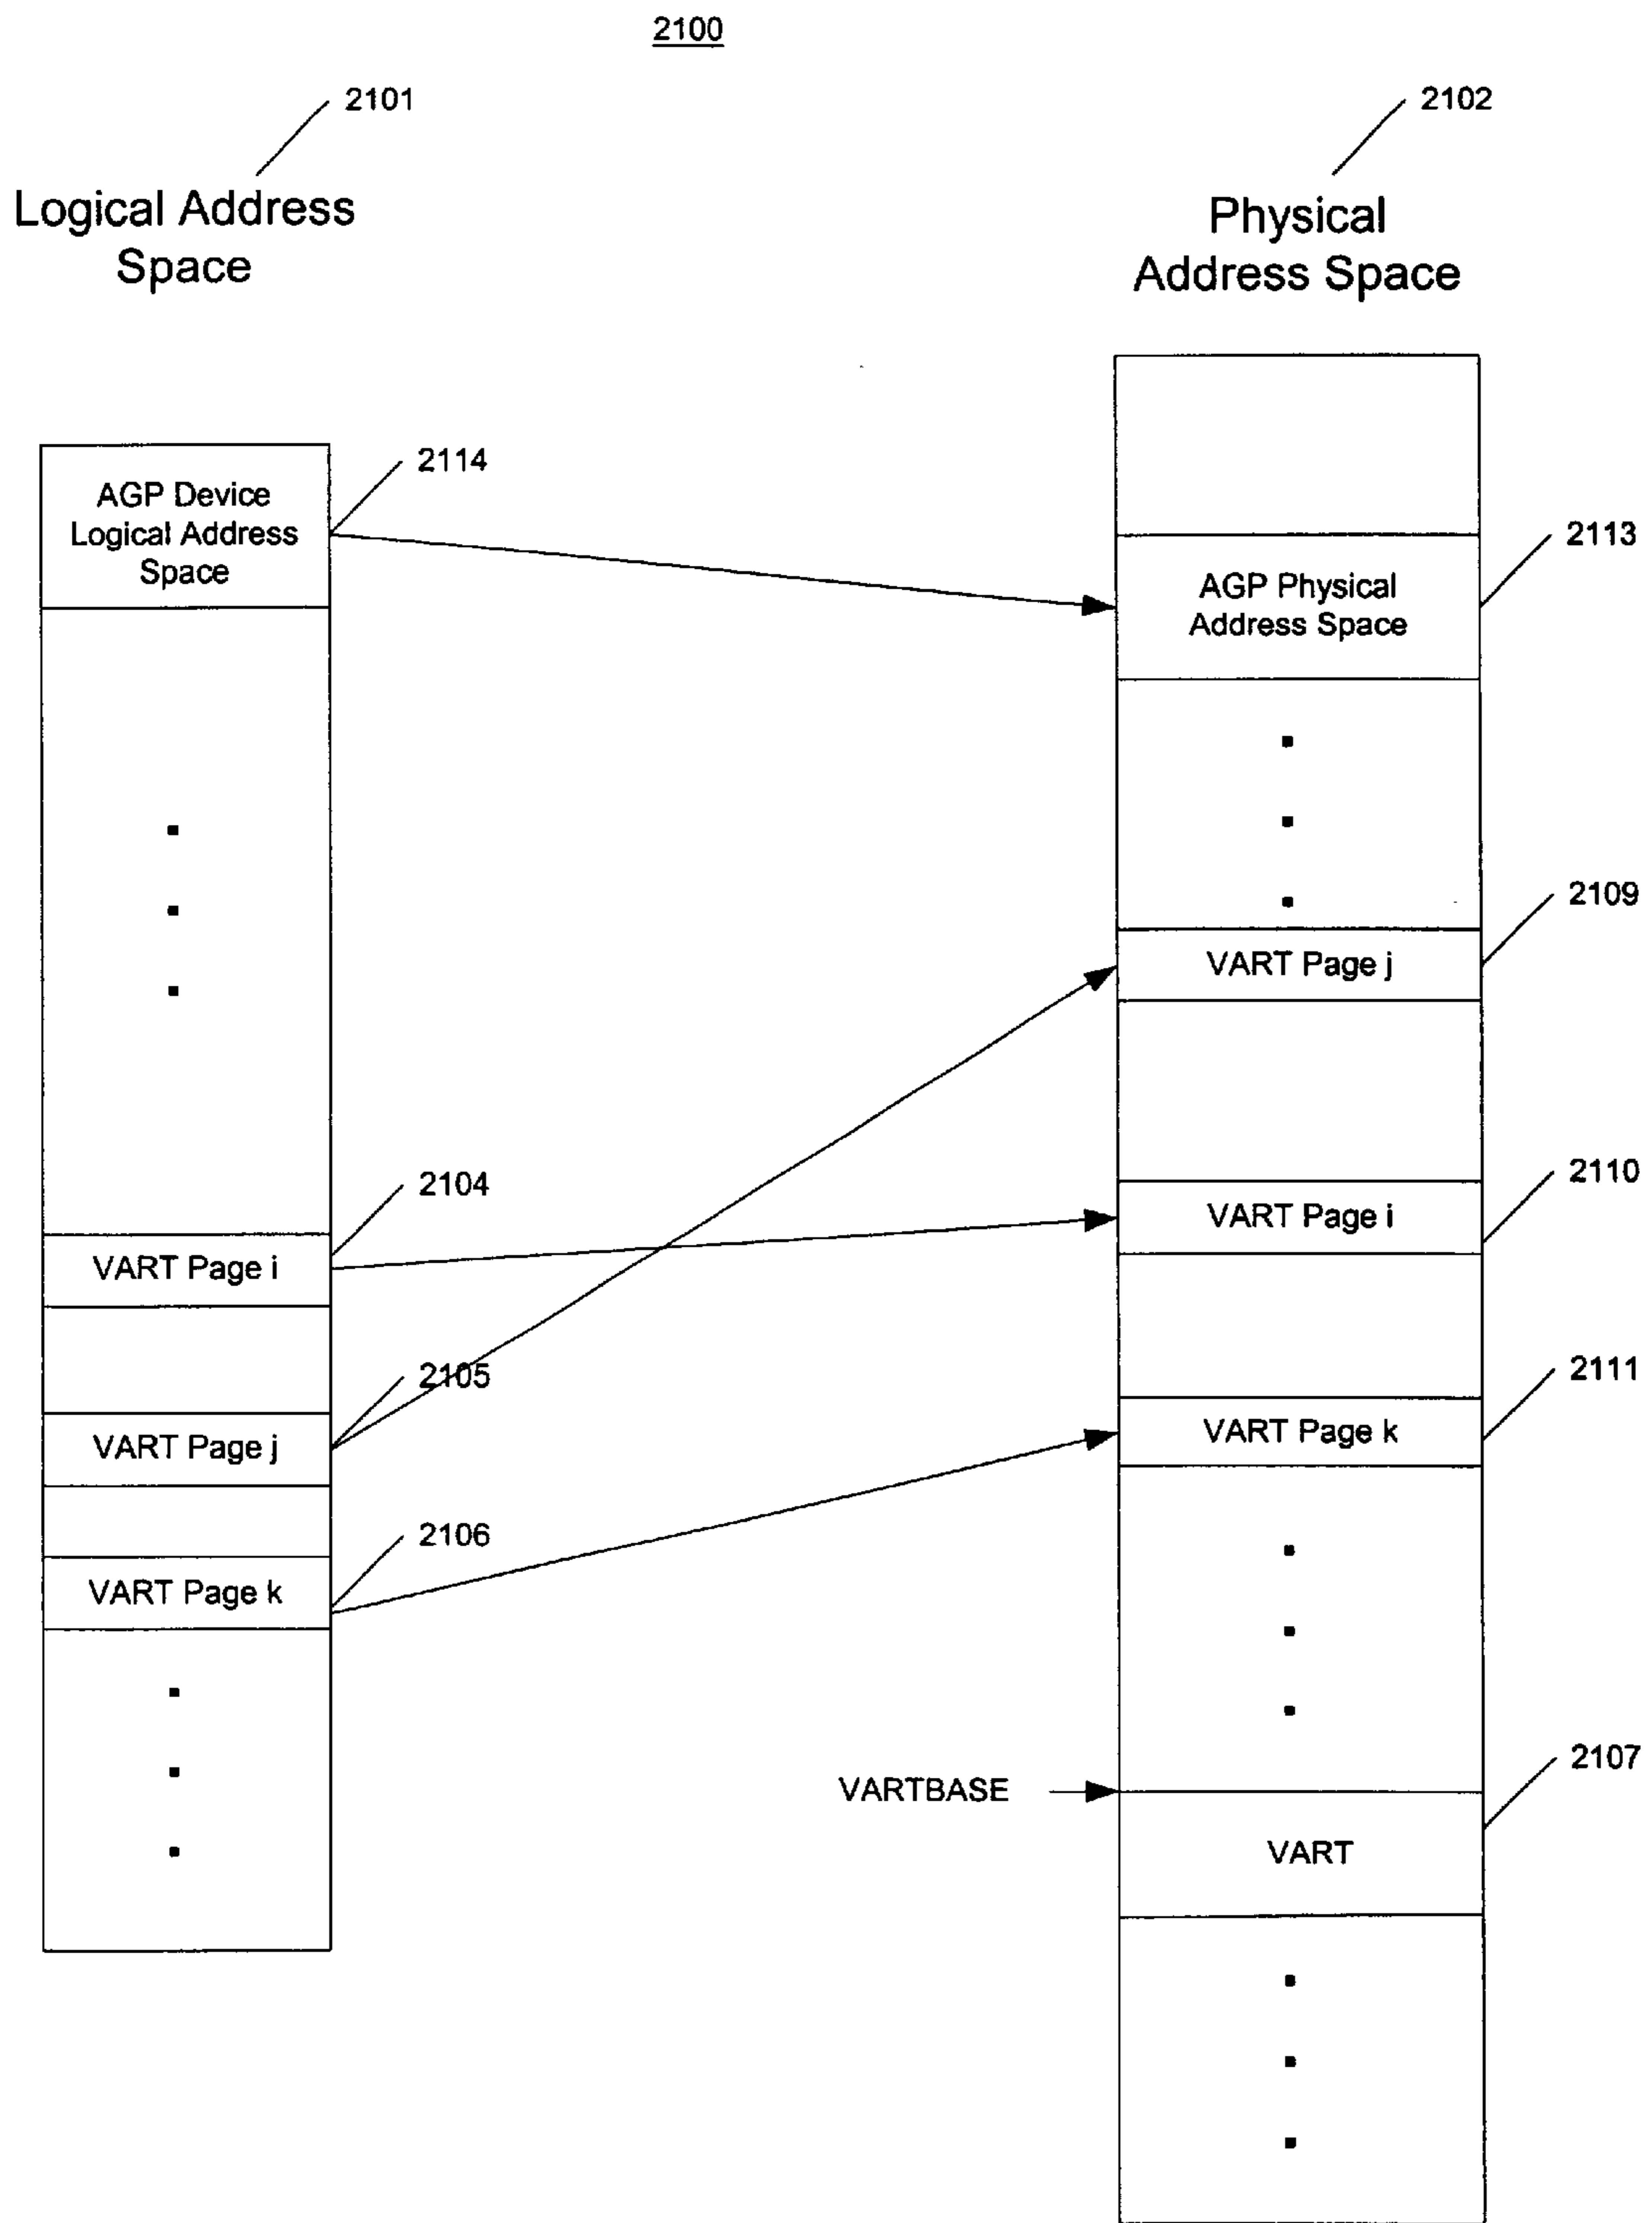 2100
2101
2102
Logical Address
Space
Physical
Address Space
2114
AGP Device
Logical Address
Space
2113
AGP Physical
Address Space
2109
VART Page j
2104
2110
VART Page i
VART Page i
2105
2111
VART Page j
VART Page k
2106
VART Page k
2107
VARTBASE
VART